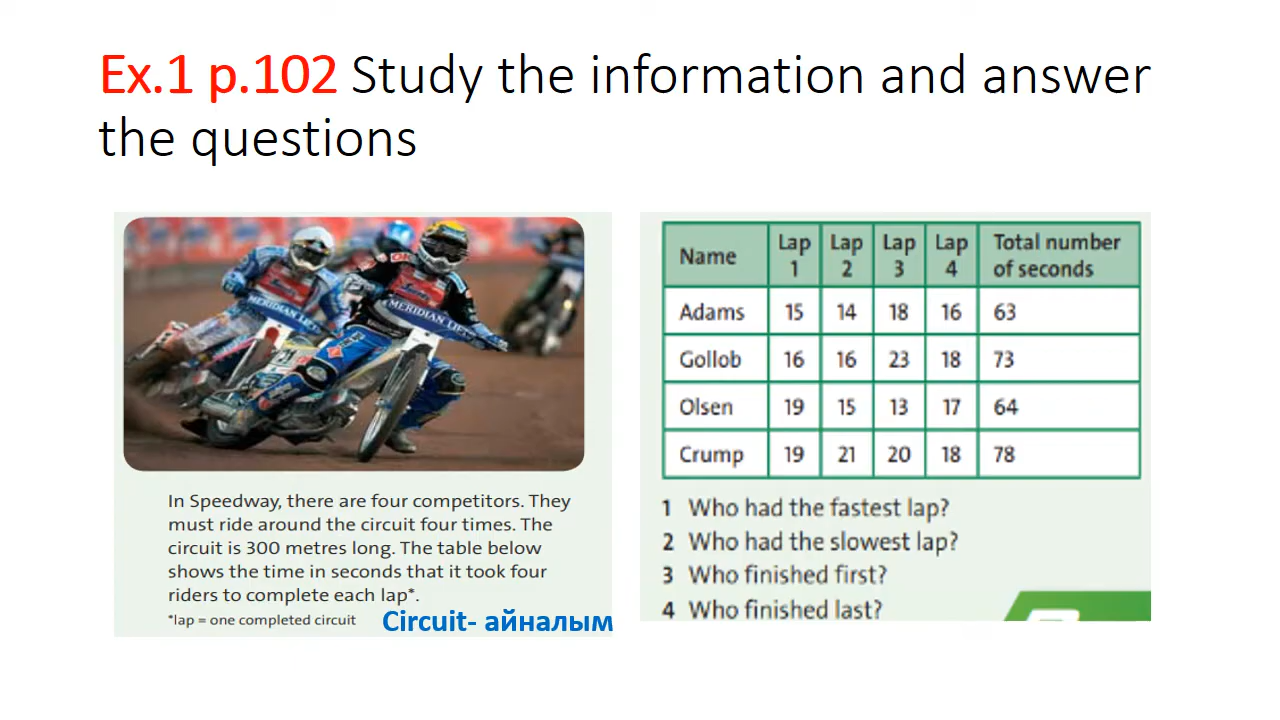 Ex.1 p.102 Study the information and answer
the questions
MERIDIAN
MERIDIAN LI
In Speedway, there are four competitors. They
must ride around the circuit four times. The
circuit is 300 metres long. The table below
shows the time in seconds that it took four
riders to complete each lap*.
*lap = one completed circuit
Circuit- айналым
Name Lap 1 Lap 2 Lap 3 Lap 4 Total number of seconds
Adams 15 14 18 16 63
Gollob 16 16 23 18 73
Olsen 19 15 13 17 64
Crump 19 21 20 18 78
1 Who had the fastest lap?
2 Who had the slowest lap?
3 Who finished first?
4 Who finished last?